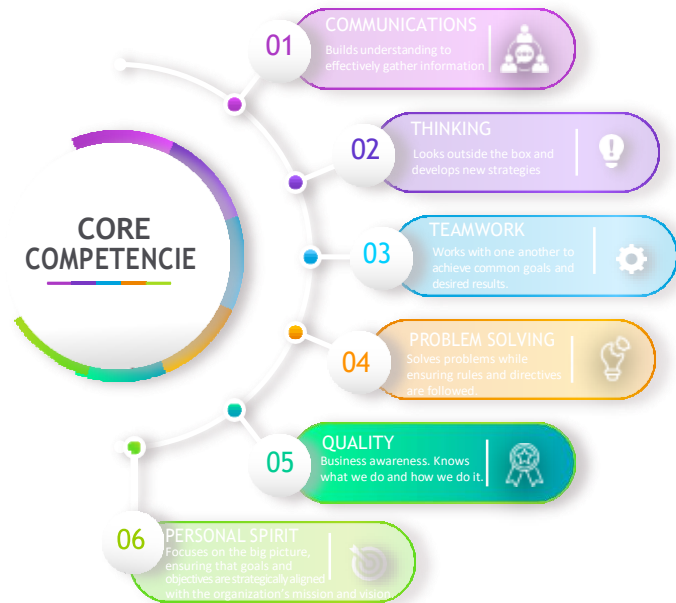 CORE
COMPETENCIE
01
COMMUNICATIONS
Builds understanding to
effectively gather information
02
THINKING
Looks outside the box and
develops new strategies
03
TEAMWORK
Works with one another to
achieve common goals and
desired results.
04
PROBLEM SOLVING
Solves problems while
ensuring rules and directives
are followed.
05
QUALITY
Business awareness. Knows
what we do and how we do it.
06
PERSONAL SPIRIT
Focuses on the big picture,
ensuring that goals and
objectives are strategically aligned
with the organization's mission and vision